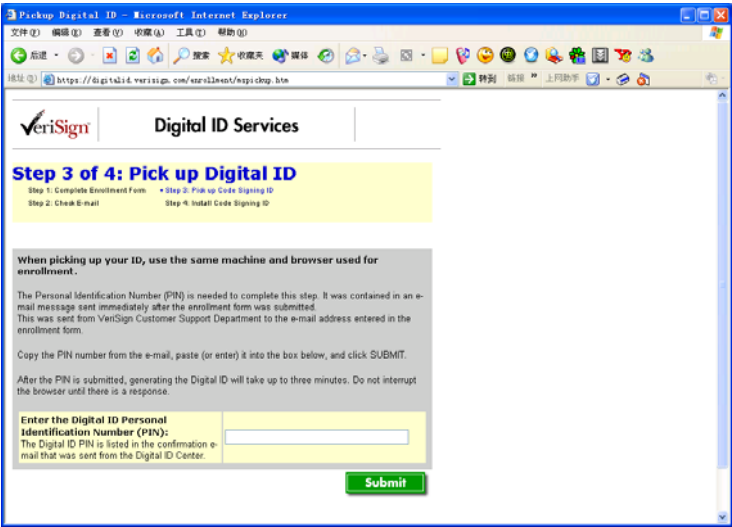 Pickup Digital ID - Microsoft Internet Explorer
文件(F) 编辑(E) 查看(V) 收藏(A) 工具(T) 帮助(H)
后退 搜索 收藏夹 媒体
地址(D) https://digitalid.verisign.com/enrollment/mspickup.htm 转到 链接 » 上网助手
VeriSign Digital ID Services
Step 3 of 4: Pick up Digital ID
Step 1: Complete Enrollment Form • Step 3: Pick up Code Signing ID
Step 2: Check E-mail Step 4: Install Code Signing ID
When picking up your ID, use the same machine and browser used for
enrollment.
The Personal Identification Number (PIN) is needed to complete this step. It was contained in an e-
mail message sent immediately after the enrollment form was submitted.
This was sent from VeriSign Customer Support Department to the e-mail address entered in the
enrollment form.
Copy the PIN number from the e-mail, paste (or enter) it into the box below, and click SUBMIT.
After the PIN is submitted, generating the Digital ID will take up to three minutes. Do not interrupt
the browser until there is a response.
Enter the Digital ID Personal
Identification Number (PIN):
The Digital ID PIN is listed in the confirmation e-
mail that was sent from the Digital ID Center.
Submit